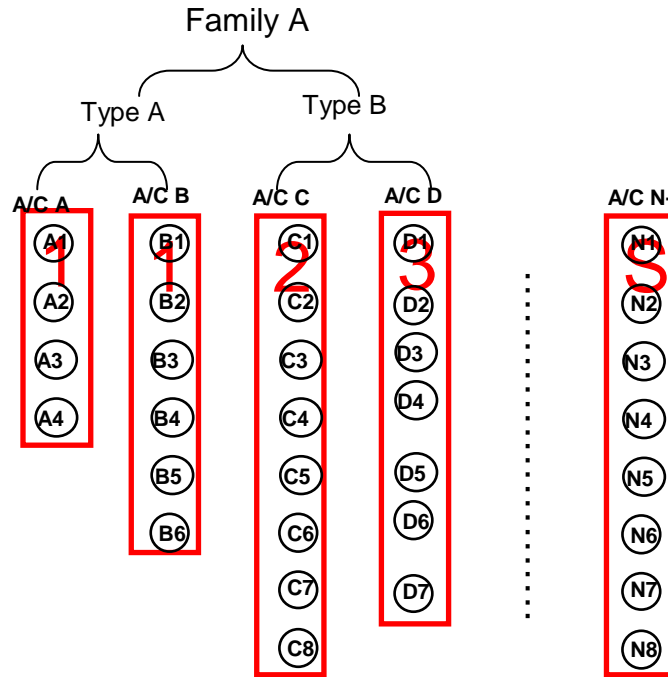 Family A
Type A
Type B
A/C A
A/C B
A/C C
A/C D
A/C N-
1
1
2
3
S
A1
B1
C1
D1
N1
A2
B2
C2
D2
N2
A3
B3
C3
D3
N3
A4
B4
C4
D4
N4
B5
C5
D5
N5
B6
C6
D6
N6
C7
D7
N7
C8
N8